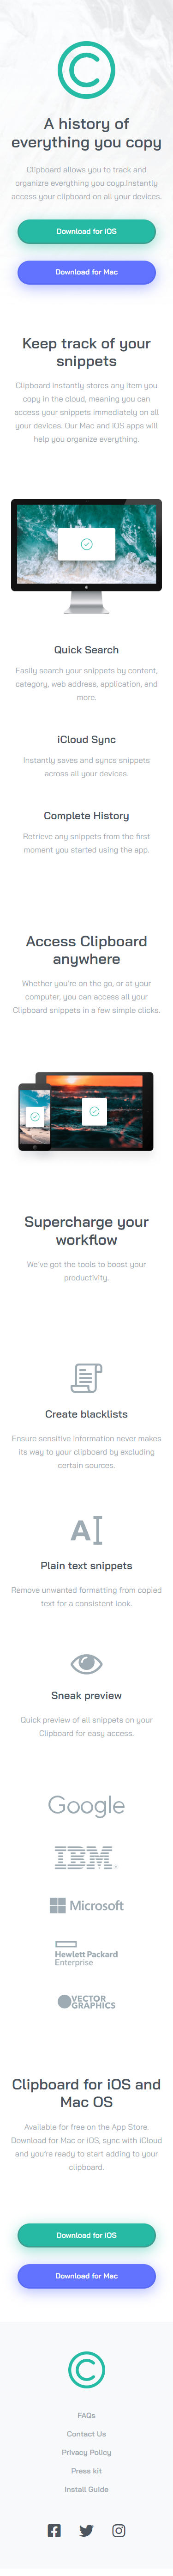 A history of
everything you copy
Clipboard allows you to track and
organizre everything you coyp.Instantly
access your clipboard on all your devices.
Download for iOS
Download for Mac
Keep track of your
snippets
Clipboard instantly stores any item you
copy in the cloud, meaning you can
access your snippets immediately on all
your devices. Our Mac and iOS apps will
help you organize everything.
Quick Search
Easily search your snippets by content,
category, web address, application, and
more.
iCloud Sync
Instantly saves and syncs snippets
across all your devices.
Complete History
Retrieve any snippets from the first
moment you started using the app.
Access Clipboard
anywhere
Whether you're on the go, or at your
computer, you can access all your
Clipboard snippets in a few simple clicks.
Supercharge your
workflow
We've got the tools to boost your
productivity.
Create blacklists
Ensure sensitive information never makes
its way to your clipboard by excluding
certain sources.
A
Plain text snippets
Remove unwanted formatting from copied
text for a consistent look.
Sneak preview
Quick preview of all snippets on your
Clipboard for easy access.
Google
IBM
Microsoft
Hewlett Packard
Enterprise
VECTOR
GRAPHICS
Clipboard for iOS and
Mac OS
Available for free on the App Store.
Download for Mac or iOS, sync with iCloud
and you're ready to start adding to your
clipboard.
Download for iOS
Download for Mac
FAQs
Contact Us
Privacy Policy
Press kit
Install Guide